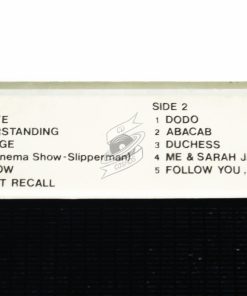 SIDE 2
E
RSTANDING
GE
nema Show-Slipperman)
OW
T RECALL
1 DODO
2 ABACAB
3 DUCHESS
4 ME & SARAH J
5 FOLLOW YOU .